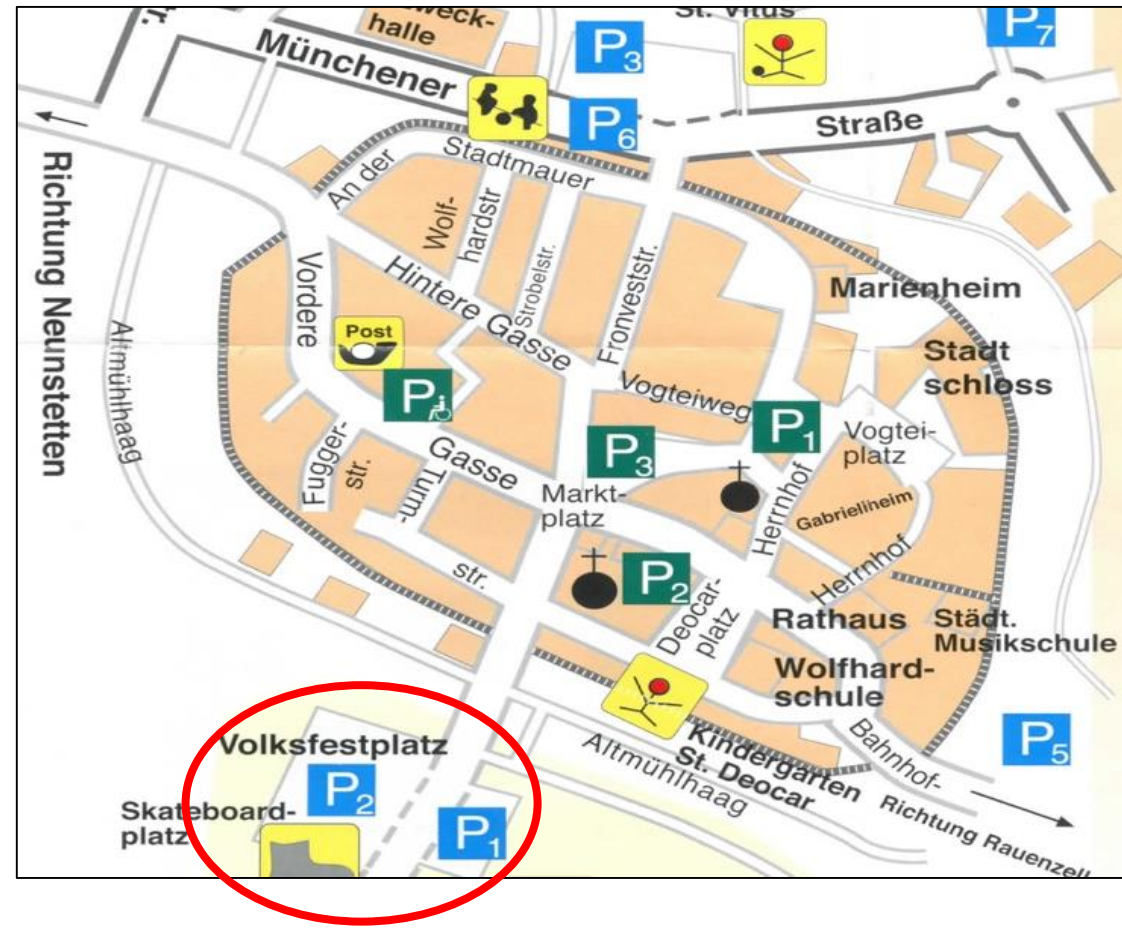 weck-
halle
St. Vitus
P7
tr.
Münchener
P3
P6
Straße
Richtung Neunstetten
An der
Stadtmauer
Wolf-
hardstr
Strobelstr.
Fronveststr.
Vordere
Hintere Gasse
Marienheim
Altmühlhaag
Post
Stadt
schloss
Vogteiweg
P
P1
Vogtei-
platz
P3
Gasse
Fugger-
str.
Turm-
str.
Markt-
platz
Herrnhof
Gabrieliheim
Herrnhof
P2
Deocar-
platz
Rathaus
Städt.
Musikschule
Wolfhard-
schule
Bahnhof-
P5
Kindergarten
St. Deocar
Altmühlhaag
Richtung Rauenzell
Volksfestplatz
P2
Skateboard-
platz
P1